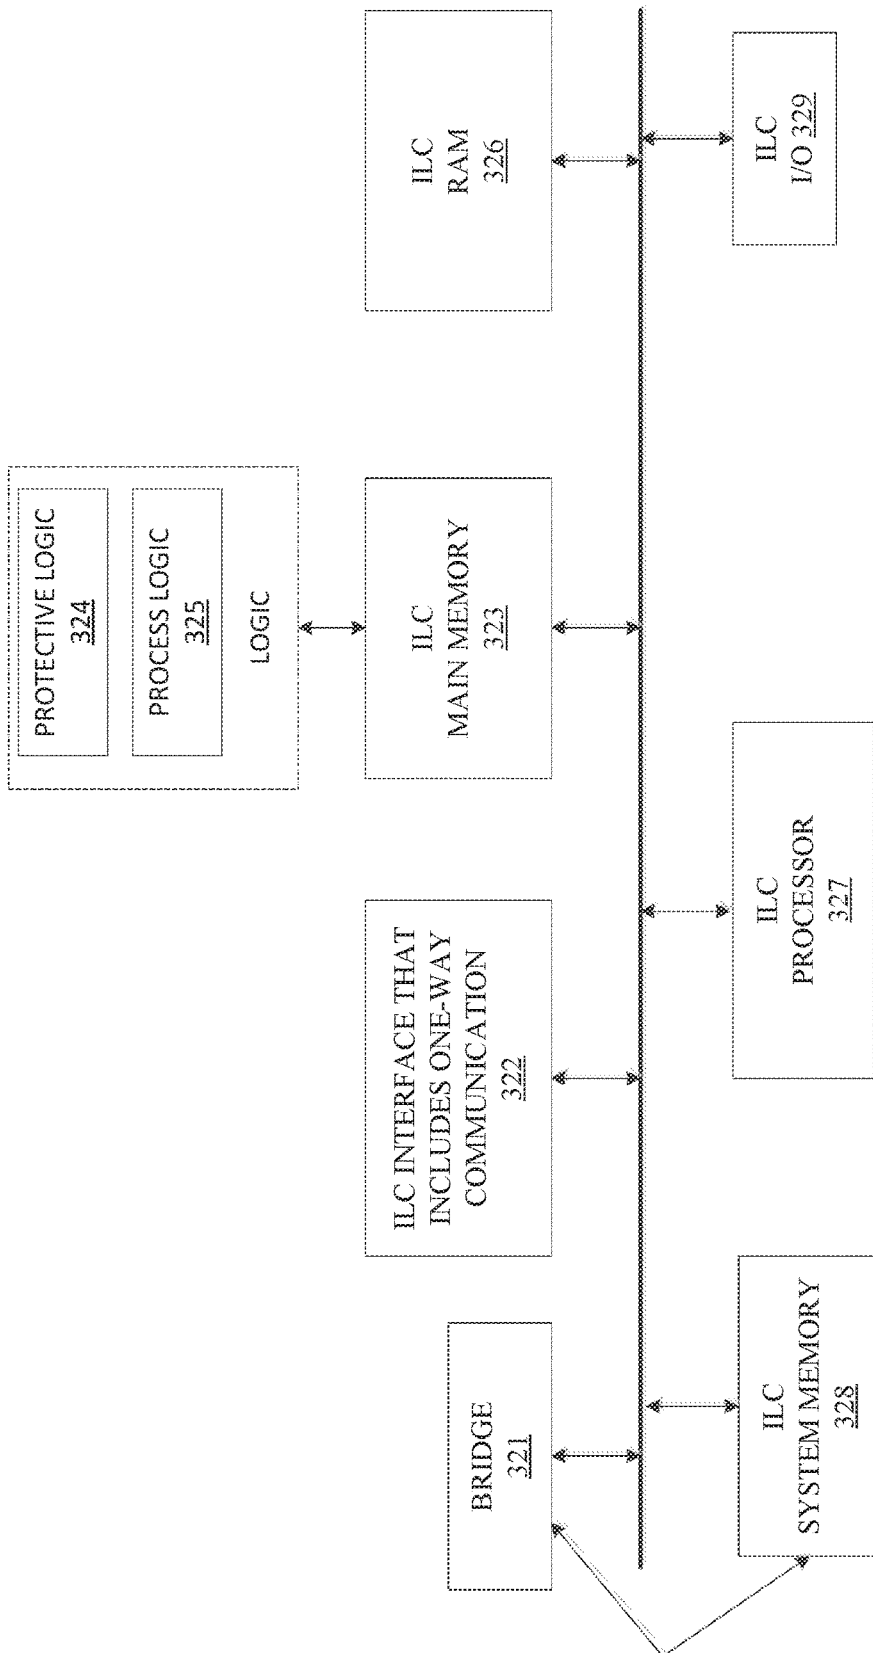 PROTECTIVE LOGIC
324
PROCESS LOGIC
325
LOGIC
BRIDGE
321
ILC INTERFACE THAT
INCLUDES ONE-WAY
COMMUNICATION
322
ILC
MAIN MEMORY
323
ILC
RAM
326
ILC
SYSTEM MEMORY
328
ILC
PROCESSOR
327
ILC
I/O 329